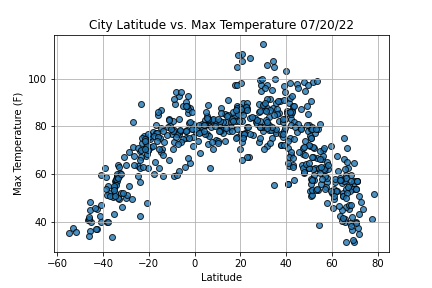 City Latitude vs. Max Temperature 07/20/22
100
80
60
40
Max Temperature (F)
−60 −40 −20 0 20 40 60 80
Latitude